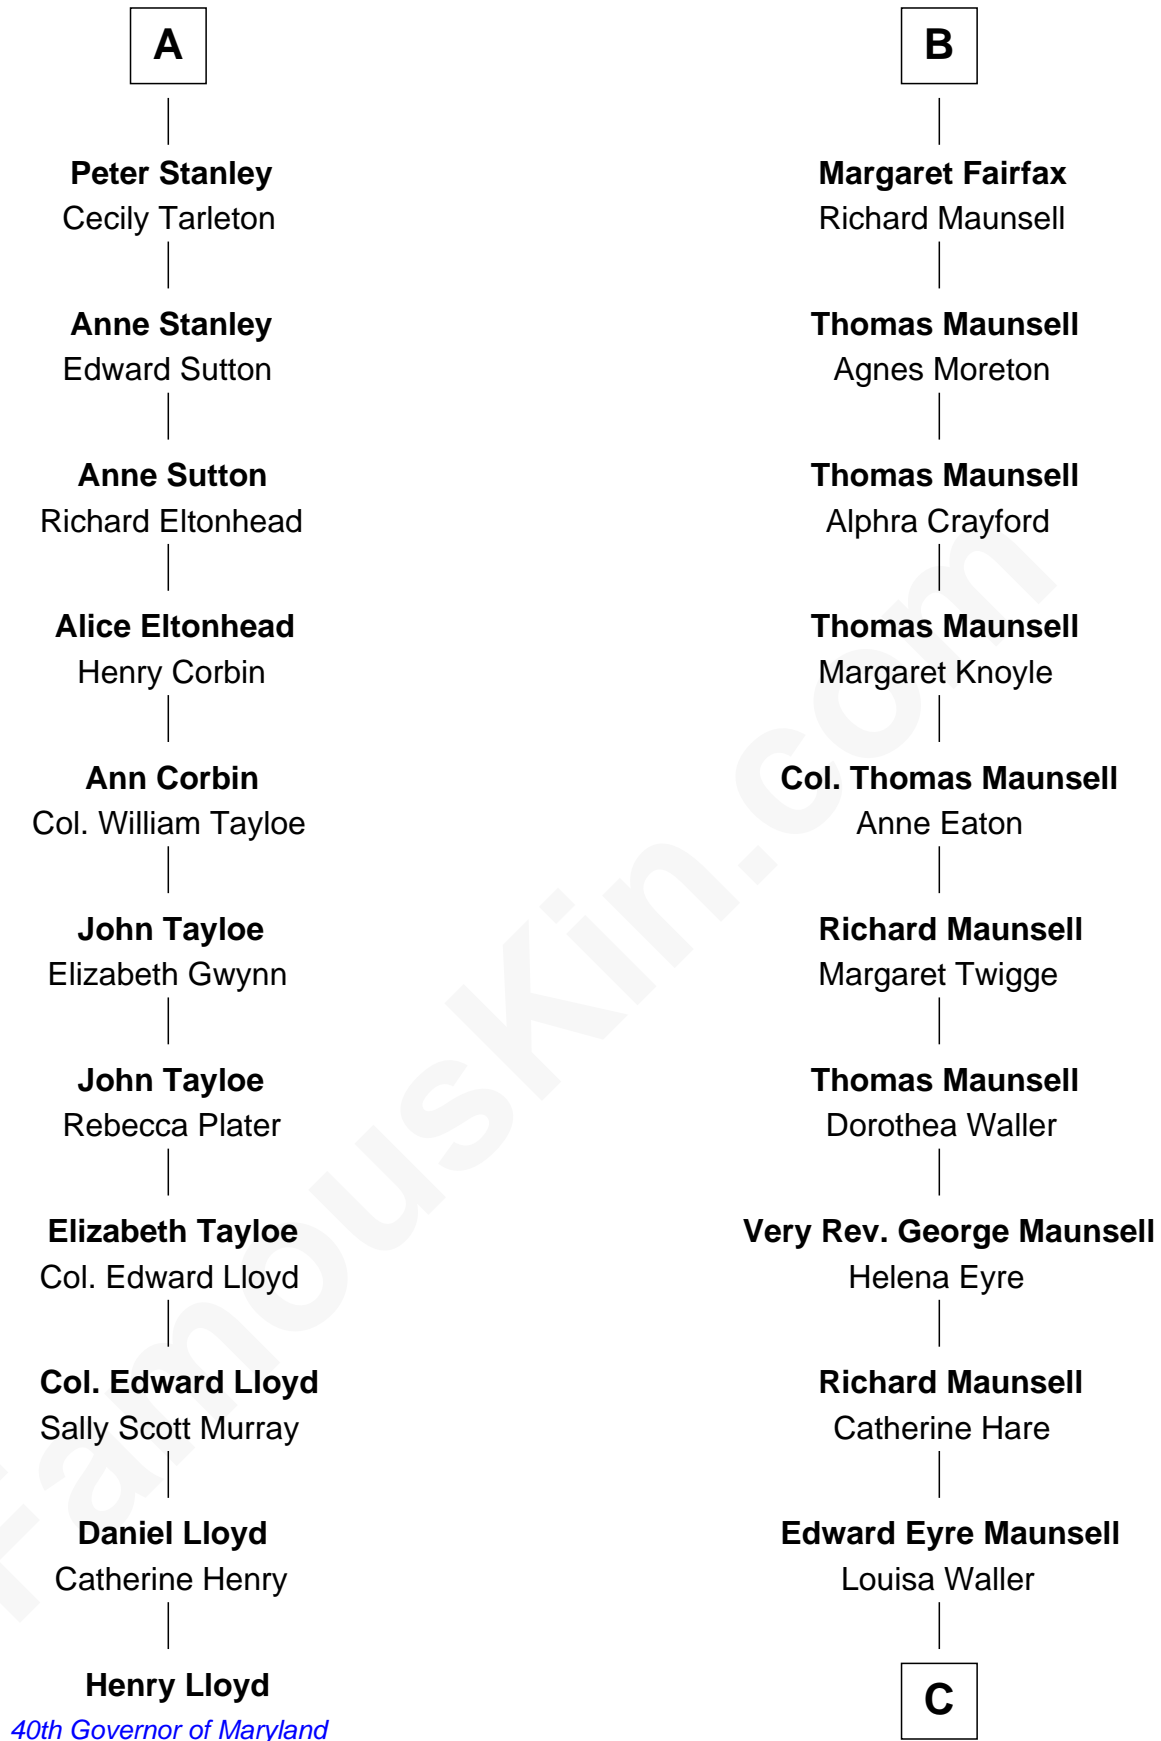 A
Peter Stanley
Cecily Tarleton
Anne Stanley
Edward Sutton
Anne Sutton
Richard Eltonhead
Alice Eltonhead
Henry Corbin
Ann Corbin
Col. William Tayloe
John Tayloe
Elizabeth Gwynn
John Tayloe
Rebecca Plater
Elizabeth Tayloe
Col. Edward Lloyd
Col. Edward Lloyd
Sally Scott Murray
Daniel Lloyd
Catherine Henry
Henry Lloyd
40th Governor of Maryland
B
Margaret Fairfax
Richard Maunsell
Thomas Maunsell
Agnes Moreton
Thomas Maunsell
Alphra Crayford
Thomas Maunsell
Margaret Knoyle
Col. Thomas Maunsell
Anne Eaton
Richard Maunsell
Margaret Twigge
Thomas Maunsell
Dorothea Waller
Very Rev. George Maunsell
Helena Eyre
Richard Maunsell
Catherine Hare
Edward Eyre Maunsell
Louisa Waller
C
FamousKin.com